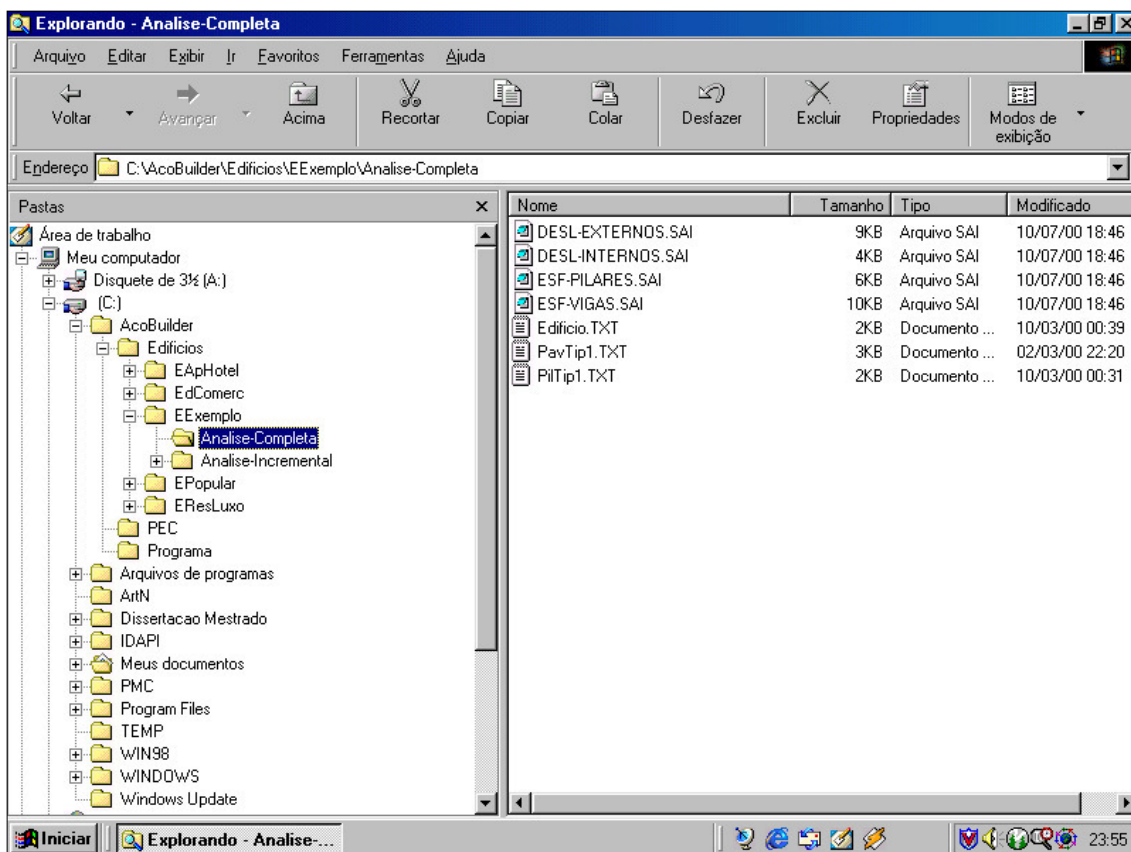 Explorando - Analise-Completa
Arquivo Editar Exibir Ir Favoritos Ferramentas Ajuda
Voltar Avançar Acima Recortar Copiar Colar Desfazer Excluir Propriedades Modos de exibição
Endereço C:\AcoBuilder\Edificios\EExemplo\Analise-Completa
Pastas
Área de trabalho
Meu computador
Disquete de 3½ (A:)
(C:)
AcoBuilder
Edificios
EApHotel
EdComerc
EExemplo
Analise-Completa
Analise-Incremental
EPopular
EResLuxo
PEC
Programa
Arquivos de programas
ArtN
Dissertacao Mestrado
IDAPI
Meus documentos
PMC
Program Files
TEMP
WIN98
WINDOWS
Windows Update
Nome Tamanho Tipo Modificado
DESL-EXTERNOS.SAI 9KB Arquivo SAI 10/07/00 18:46
DESL-INTERNOS.SAI 4KB Arquivo SAI 10/07/00 18:46
ESF-PILARES.SAI 6KB Arquivo SAI 10/07/00 18:46
ESF-VIGAS.SAI 10KB Arquivo SAI 10/07/00 18:46
Edificio.TXT 2KB Documento ... 10/03/00 00:39
PavTip1.TXT 3KB Documento ... 02/03/00 22:20
PilTip1.TXT 2KB Documento ... 10/03/00 00:31
Iniciar Explorando - Analise-... 23:55